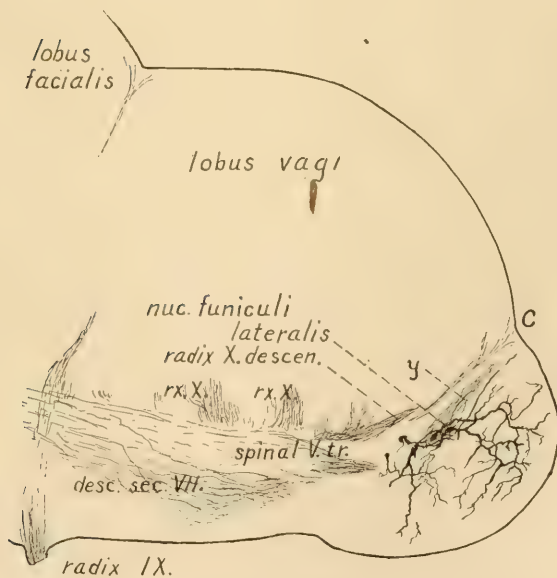 lobus
facialis
lobus vagi
nuc. funiculi
lateralis
radix X. descen.
C
y
rx. X.
rx. X
spinal V. tr.
desc. sec. VII.
radix IX.